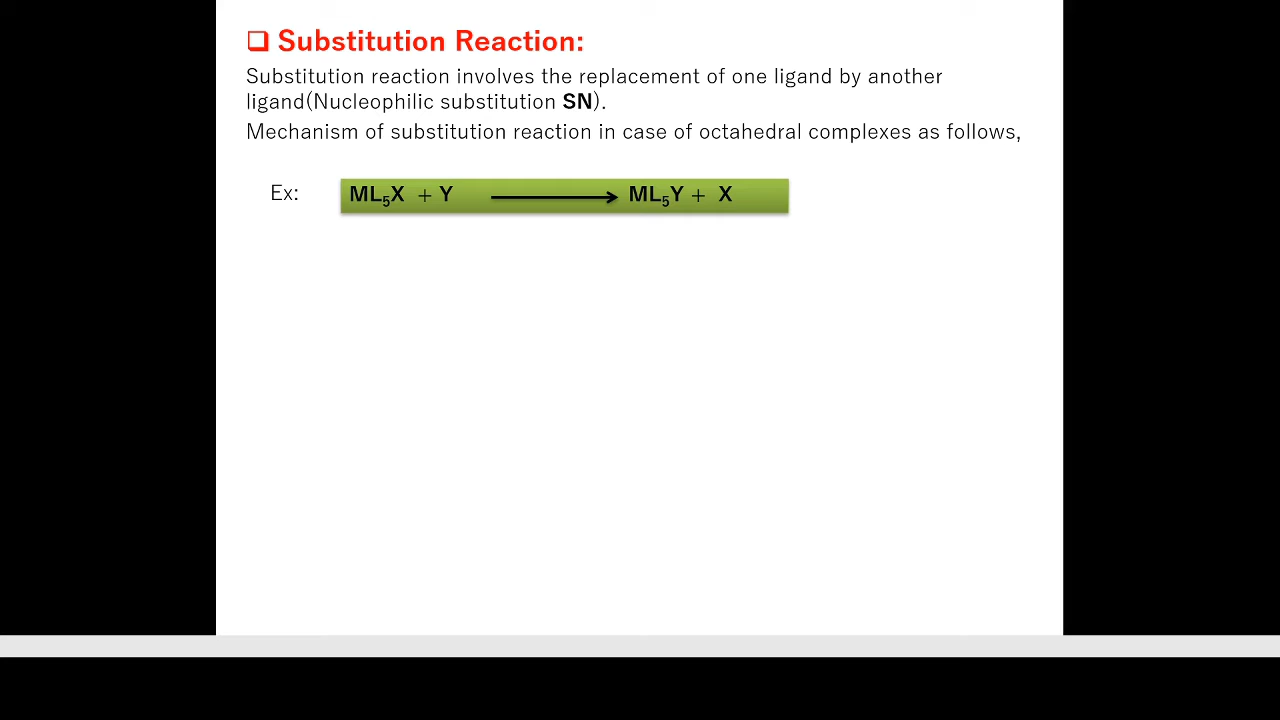 ❑ Substitution Reaction:
Substitution reaction involves the replacement of one ligand by another
ligand(Nucleophilic substitution SN).
Mechanism of substitution reaction in case of octahedral complexes as follows,
Ex: ML₅X + Y ⟶ ML₅Y + X